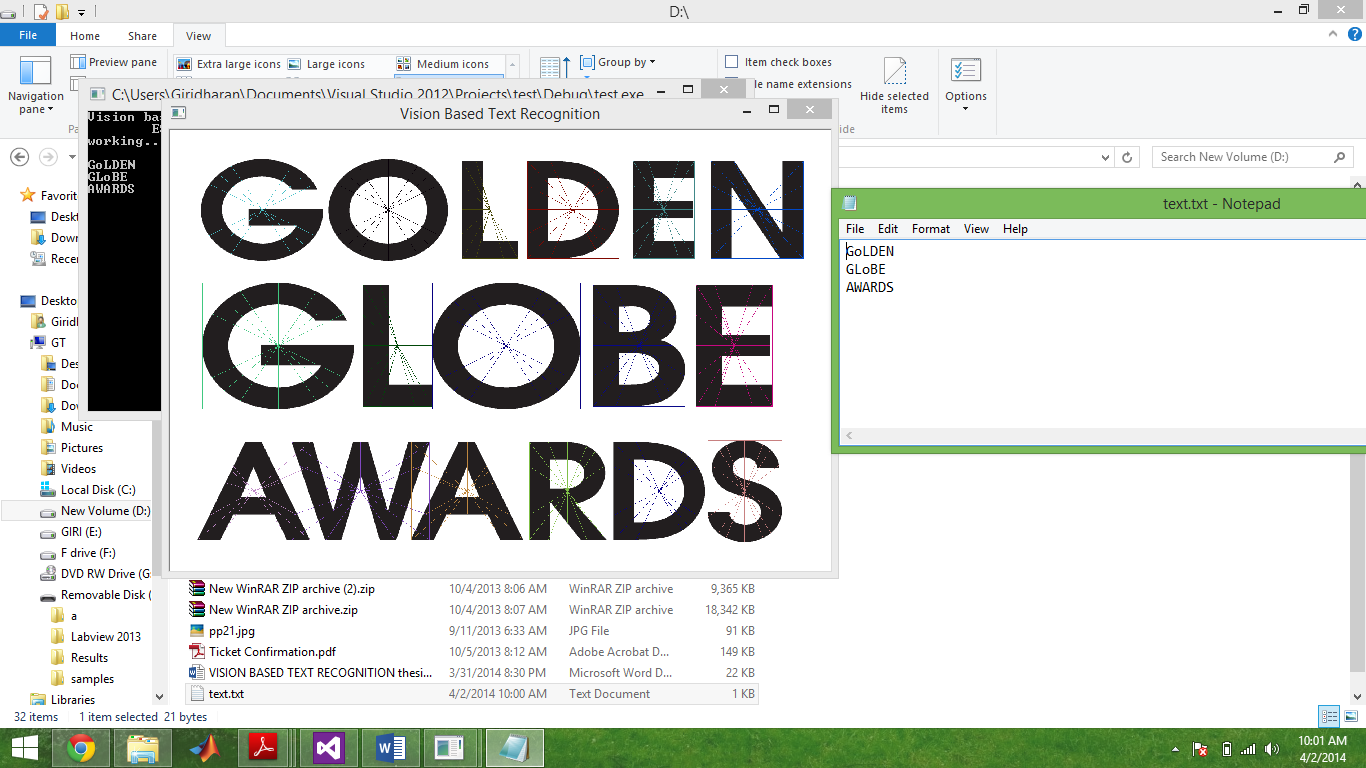 D:\
File
Home
Share
View
Preview pane
Extra large icons
Large icons
Medium icons
Group by
Item check boxes
name extensions
Navigation
pane
Hide selected
items
Options
C:\Users\Giridharan\Documents\Visual Studio 2012\Projects\test\Debug\test.exe
Vision ba
working..
GoLDEN
GLoBE
AWARDS
Vision Based Text Recognition
GOLDEN
GLOBE
AWARDS
Search New Volume (D:)
text.txt - Notepad
File Edit Format View Help
GoLDEN
GLoBE
AWARDS
Favorit
Deskt
Down
Recen
Deskto
Giridh
GT
Des
Doc
Dov
Music
Pictures
Videos
Local Disk (C:)
New Volume (D:)
GIRI (E:)
F drive (F:)
DVD RW Drive (G:
Removable Disk (
a
Labview 2013
Results
samples
Libraries
New WinRAR ZIP archive (2).zip 10/4/2013 8:06 AM WinRAR ZIP archive 9,365 KB
New WinRAR ZIP archive.zip 10/4/2013 8:07 AM WinRAR ZIP archive 18,342 KB
pp21.jpg 9/11/2013 6:33 AM JPG File 91 KB
Ticket Confirmation.pdf 10/5/2013 8:12 AM Adobe Acrobat D... 149 KB
VISION BASED TEXT RECOGNITION thesi... 3/31/2014 8:30 PM Microsoft Word D... 22 KB
text.txt 4/2/2014 10:00 AM Text Document 1 KB
32 items 1 item selected 21 bytes
10:01 AM
4/2/2014